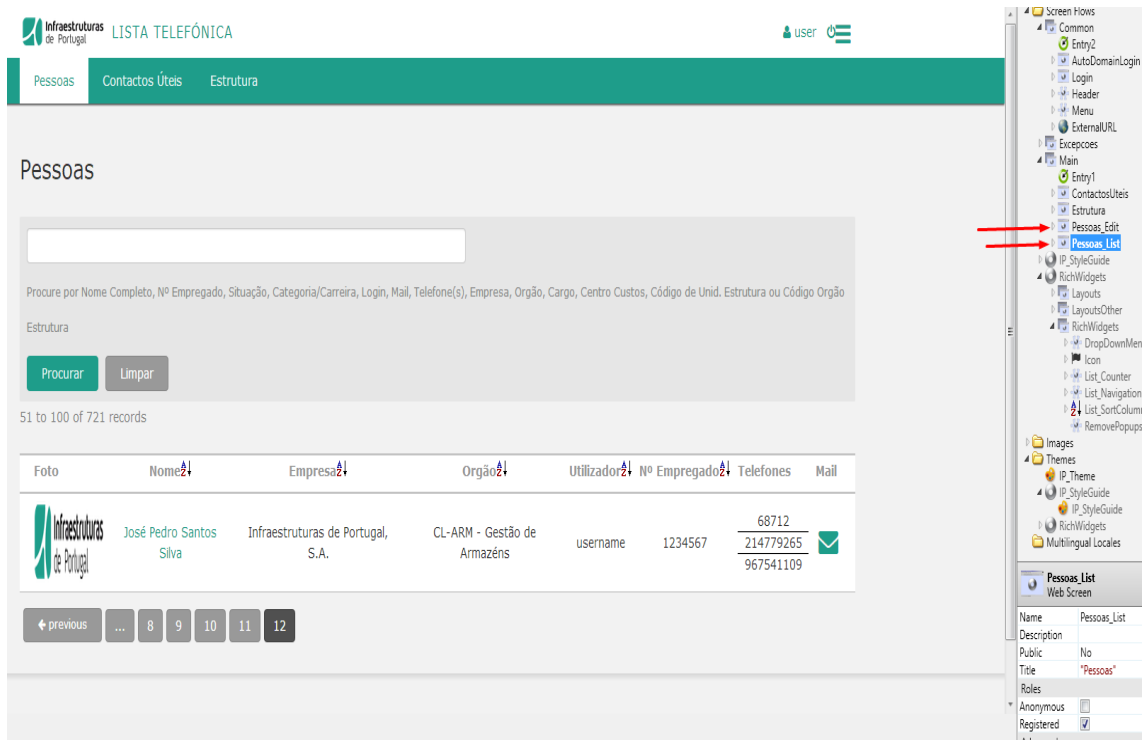 Infraestruturas
de Portugal
LISTA TELEFÓNICA
user
Pessoas
Contactos Úteis
Estrutura
Pessoas
Procure por Nome Completo, Nº Empregado, Situação, Categoria/Carreira, Login, Mail, Telefone(s), Empresa, Orgão, Cargo, Centro Custos, Código de Unid. Estrutura ou Código Orgão
Estrutura
Procurar
Limpar
51 to 100 of 721 records
Foto
Nome
Empresa
Orgão
Utilizador
Nº Empregado
Telefones
Mail
Infraestruturas
de Portugal
José Pedro Santos
Silva
Infraestruturas de Portugal,
S.A.
CL-ARM - Gestão de
Armazéns
username
1234567
68712
214779265
967541109
previous
...
8
9
10
11
12
Screen Flows
Common
Entry2
AutoDomainLogin
Login
Header
Menu
ExternalURL
Excepcoes
Main
Entry1
ContactosUteis
Estrutura
Pessoas_Edit
Pessoas_List
IP_StyleGuide
RichWidgets
Layouts
LayoutsOther
RichWidgets
DropDownMen
Icon
List_Counter
List_Navigation
List_SortColumn
RemovePopups
Images
Themes
IP_Theme
IP_StyleGuide
IP_StyleGuide
RichWidgets
Multilingual Locales
Pessoas_List
Web Screen
Name Pessoas_List
Description
Public No
Title "Pessoas"
Roles
Anonymous
Registered